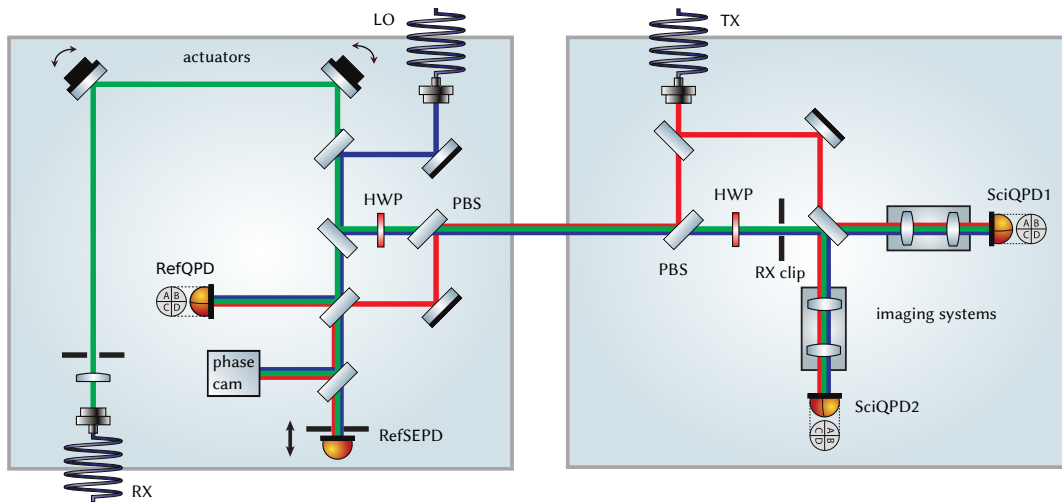 LO
TX
actuators
HWP
PBS
HWP
SciQPD1
A B
C D
RefQPD
A B
C D
PBS
RX clip
imaging systems
phase
cam
RefSEPD
SciQPD2
A B
C D
RX